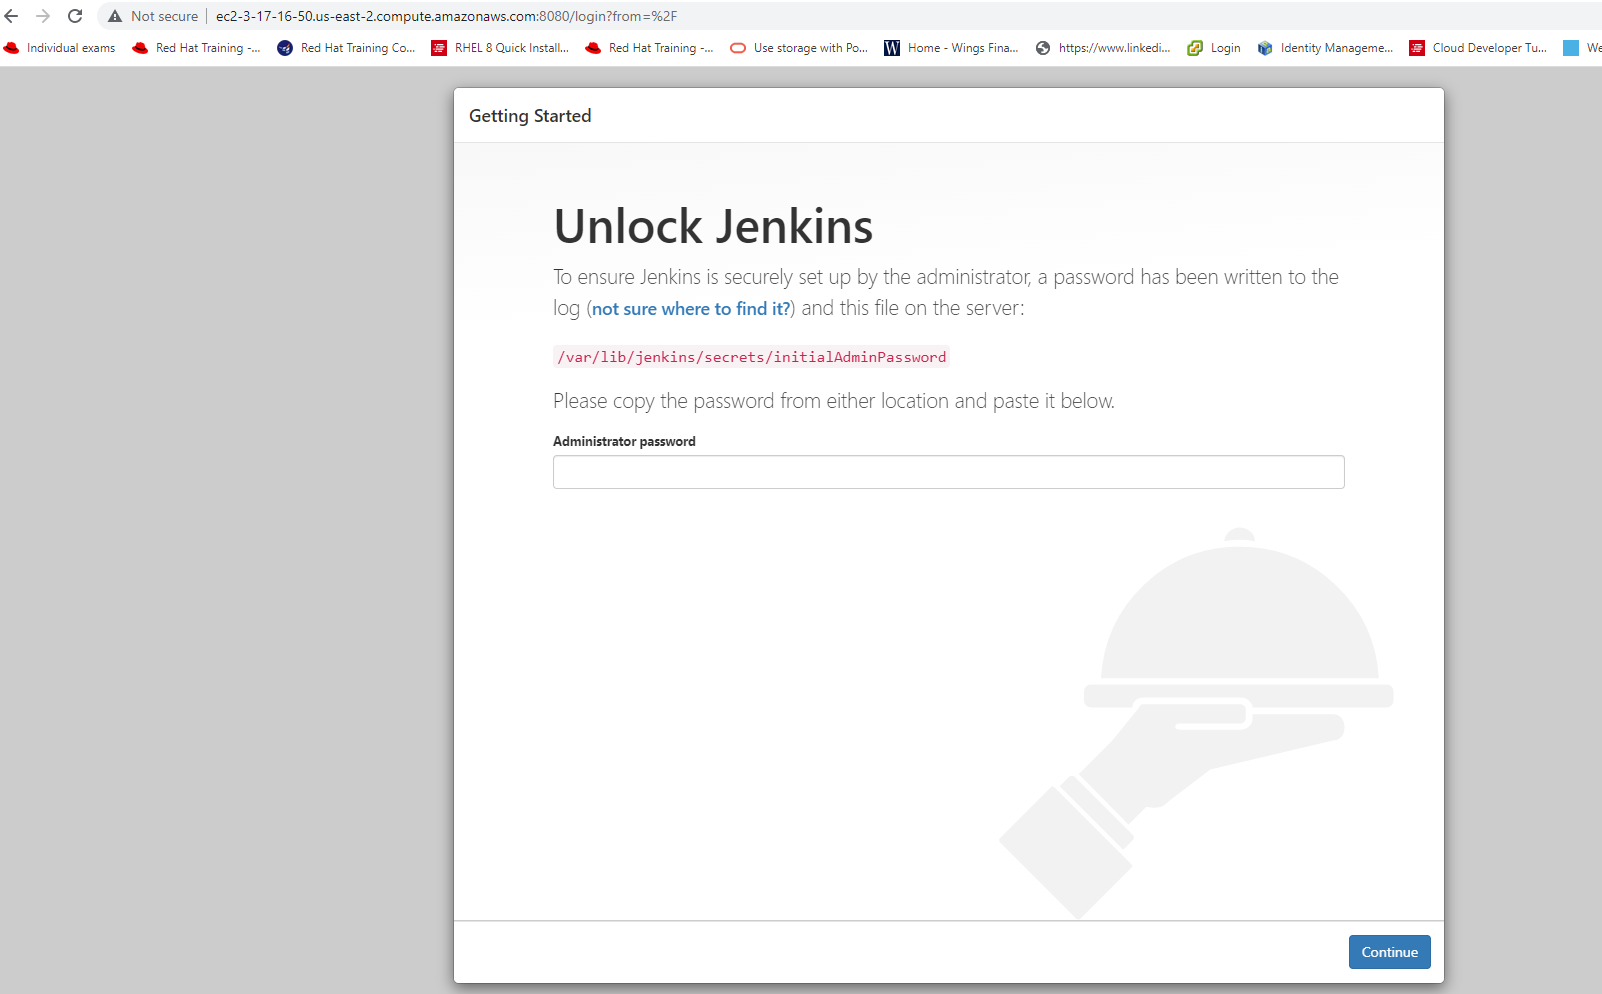 Not secure ec2-3-17-16-50.us-east-2.compute.amazonaws.com:8080/login?from=%2F
Individual exams Red Hat Training -... Red Hat Training Co... RHEL 8 Quick Install... Red Hat Training -... Use storage with Po... W Home - Wings Fina... https://www.linkedi... Login Identity Manageme... Cloud Developer Tu... We
Getting Started
Unlock Jenkins
To ensure Jenkins is securely set up by the administrator, a password has been written to the
log (not sure where to find it?) and this file on the server:
/var/lib/jenkins/secrets/initialAdminPassword
Please copy the password from either location and paste it below.
Administrator password
Continue